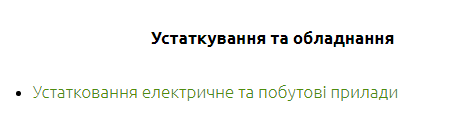 Устаткування та обладнання
Устатковання електричне та побутові прилади